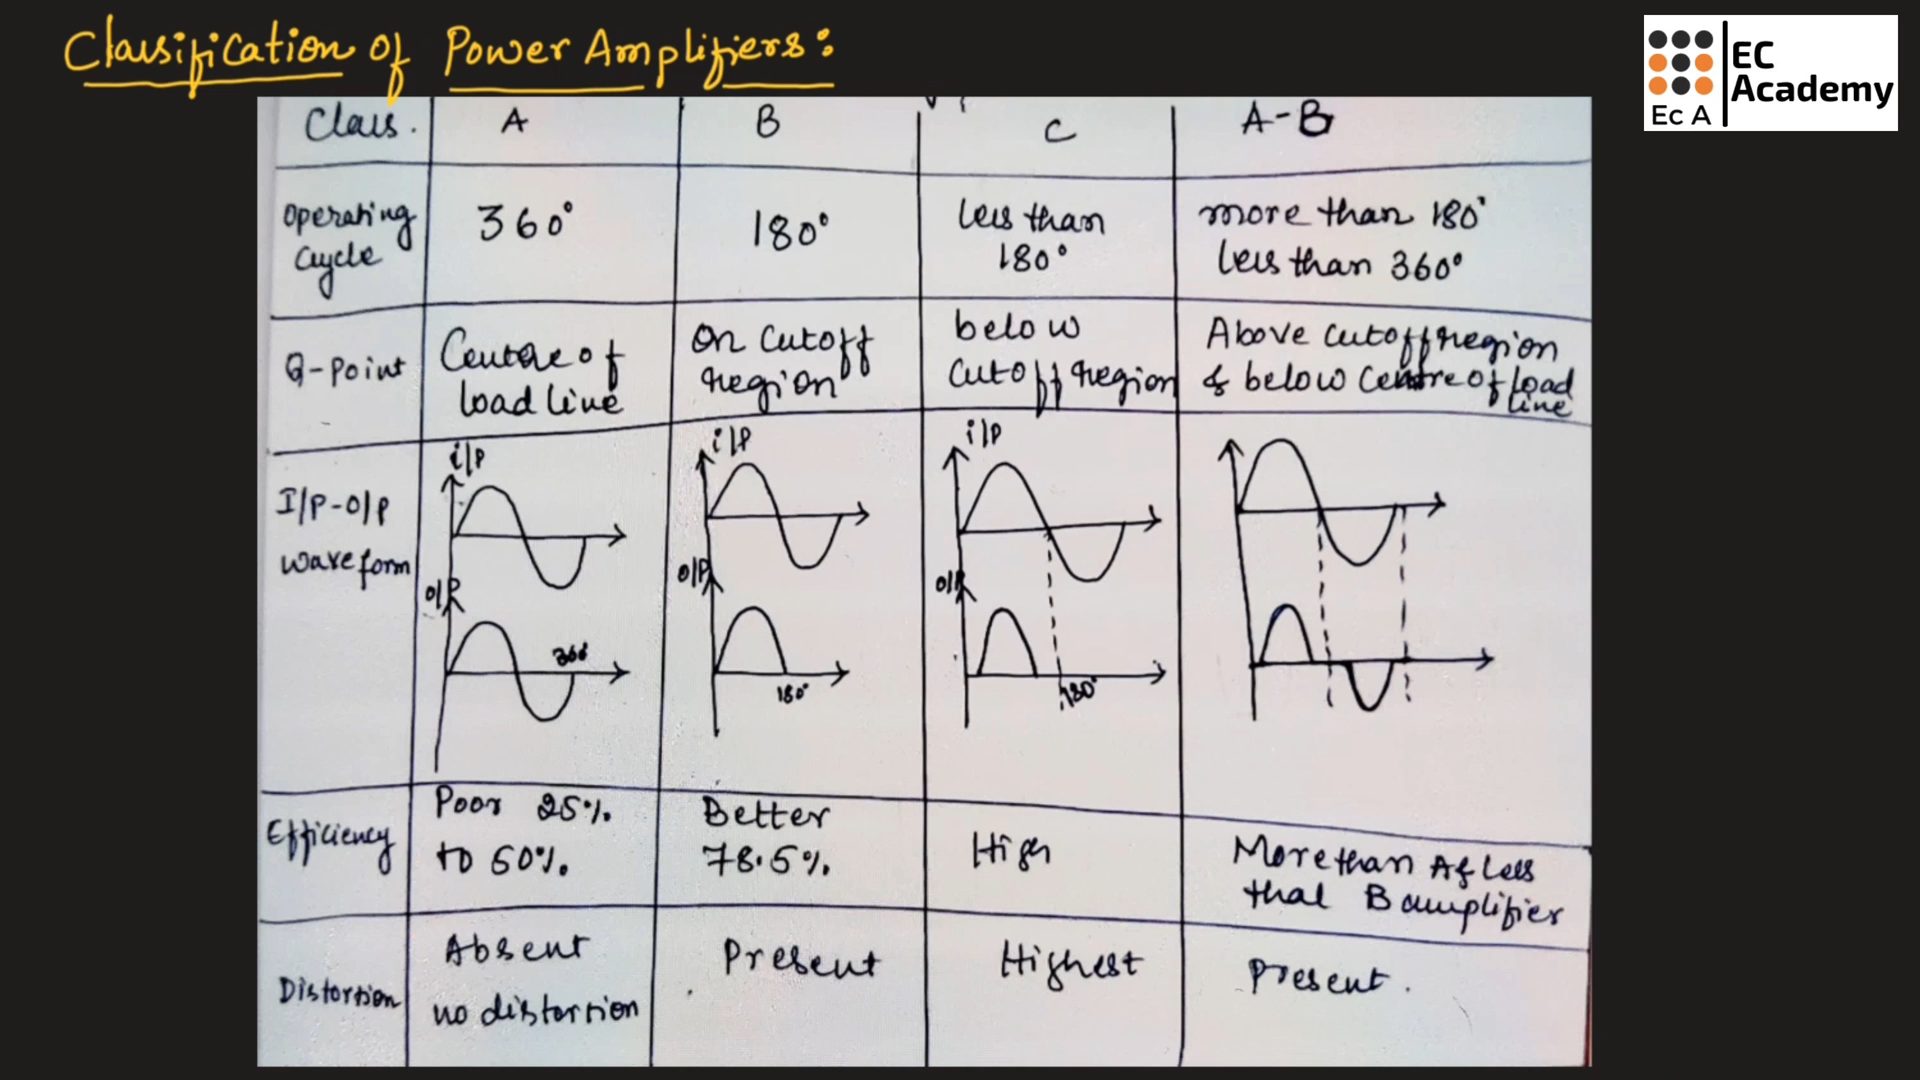 Classification of Power Amplifiers:
EC
Academy
Ec A
Class.
A
B
C
A-B
Operating
Cycle
360°
180°
less than
180°
more than 180°
less than 360°
Q-Point
Centre of
load line
On Cutoff
region
below
Cutoff region
Above cutoff region
& below Centre of load
line
I/P-O/P
wave form
i/P
O/P
360°
i/P
O/P
180°
i/P
O/P
180°
Efficiency
Poor 25%
to 50%.
Better
78.5%.
High
More than A & Less
thal B amplifier
Distortion
Absent
no distortion
Present
Highest
Present.